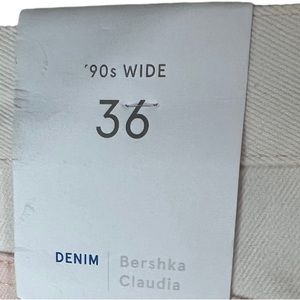 '90s WIDE
36
DENIM | Bershka
Claudia